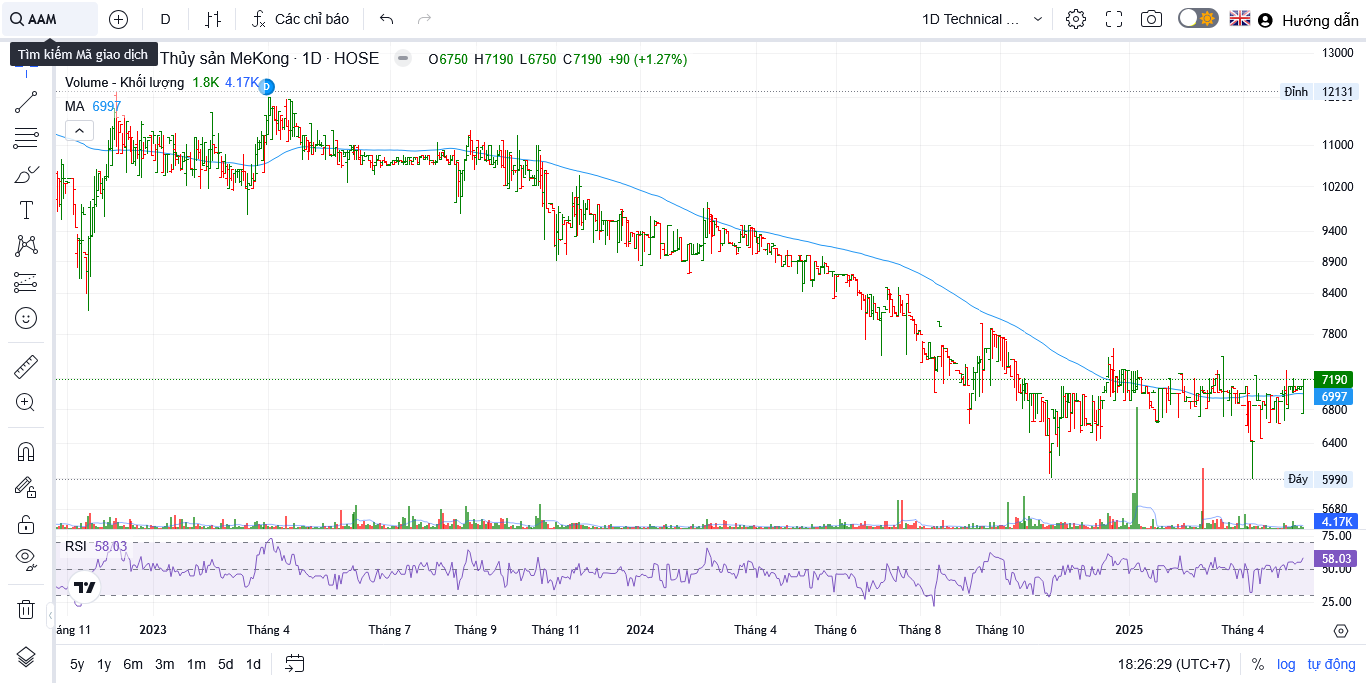 AAM
D
Các chỉ báo
1D Technical ...
Hướng dẫn
Tìm kiếm Mã giao dịch
Thủy sản MeKong · 1D · HOSE
O6750 H7190 L6750 C7190 +90 (+1.27%)
Volume - Khối lượng 1.8K 4.17K
D
MA 6997
13000
Đỉnh 12131
11000
10200
9400
8900
8400
7800
7190
6997
6800
6400
Đáy 5990
5680
4.17K
75.00
RSI 58.03
58.03
50.00
25.00
áng 11 2023 Tháng 4 Tháng 7 Tháng 9 Tháng 11 2024 Tháng 4 Tháng 6 Tháng 8 Tháng 10 2025 Tháng 4
5y 1y 6m 3m 1m 5d 1d
18:26:29 (UTC+7) % log tự động